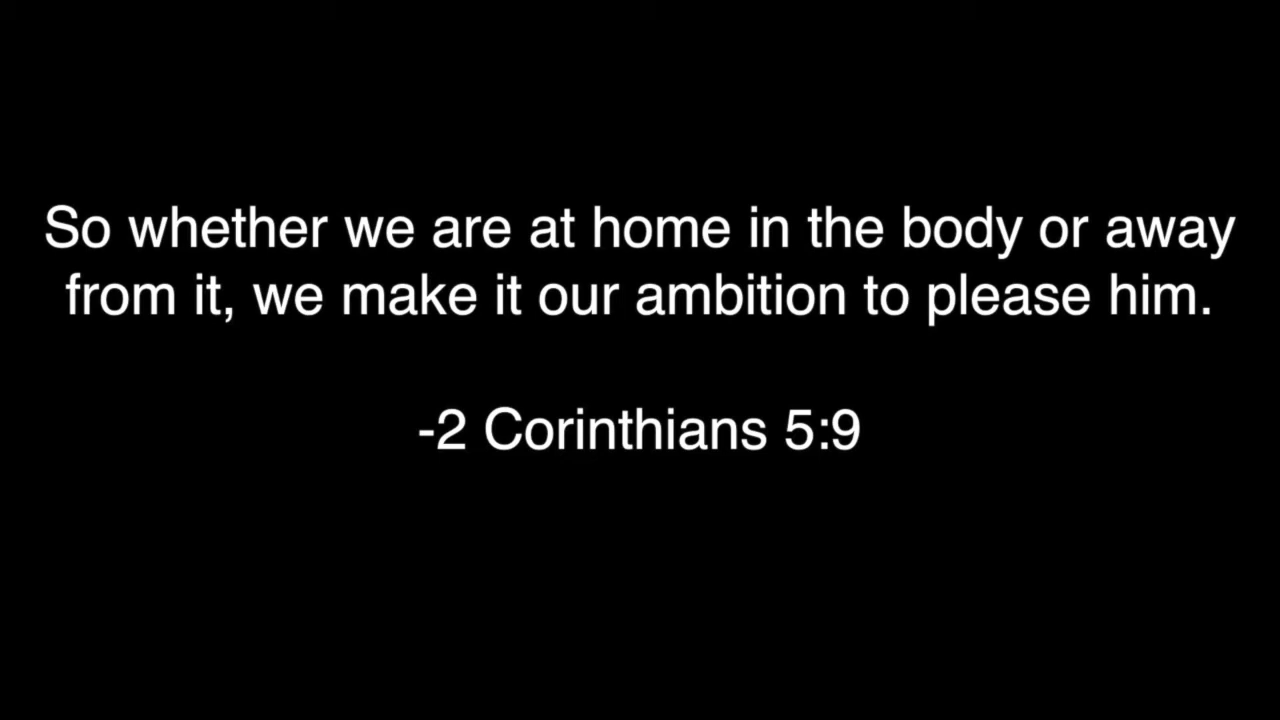 So whether we are at home in the body or away
from it, we make it our ambition to please him.
-2 Corinthians 5:9